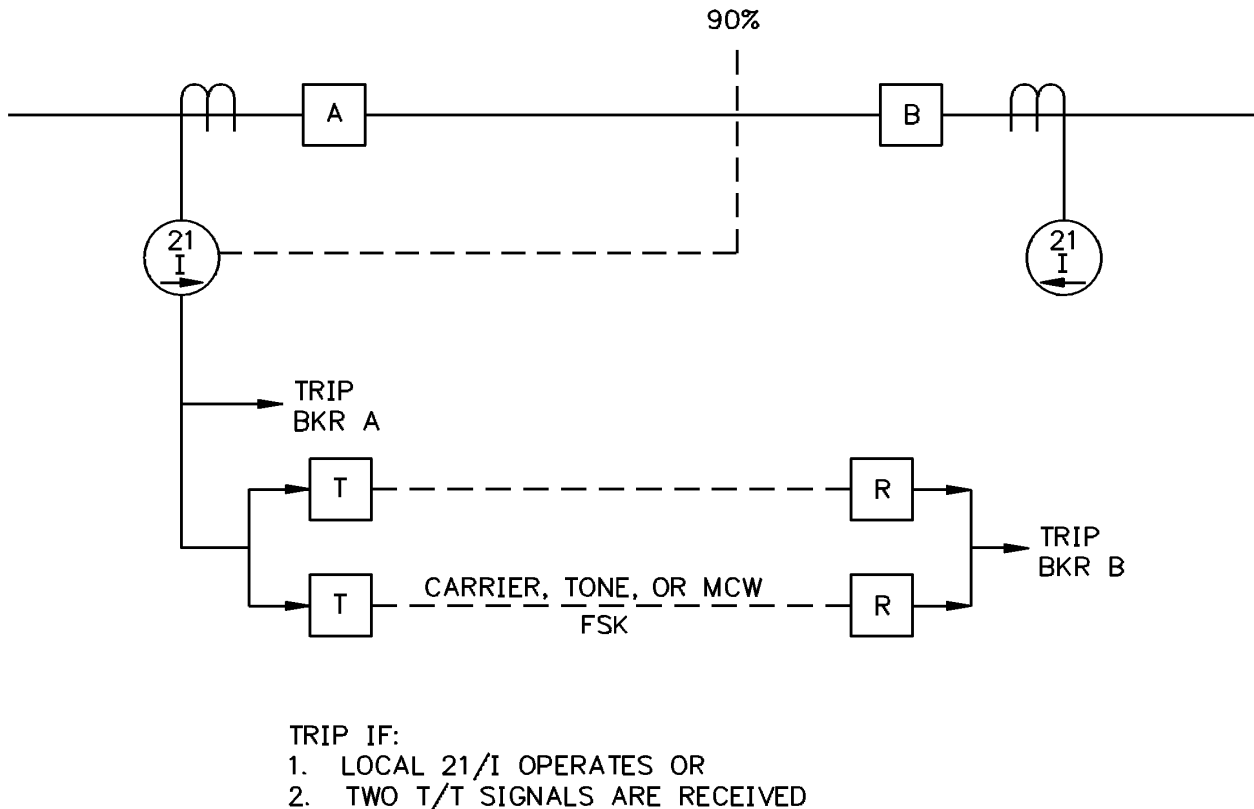 90%
A
B
21
I
21
I
TRIP
BKR A
T
R
TRIP
BKR B
T
CARRIER, TONE, OR MCW
FSK
R
TRIP IF:
1. LOCAL 21/I OPERATES OR
2. TWO T/T SIGNALS ARE RECEIVED